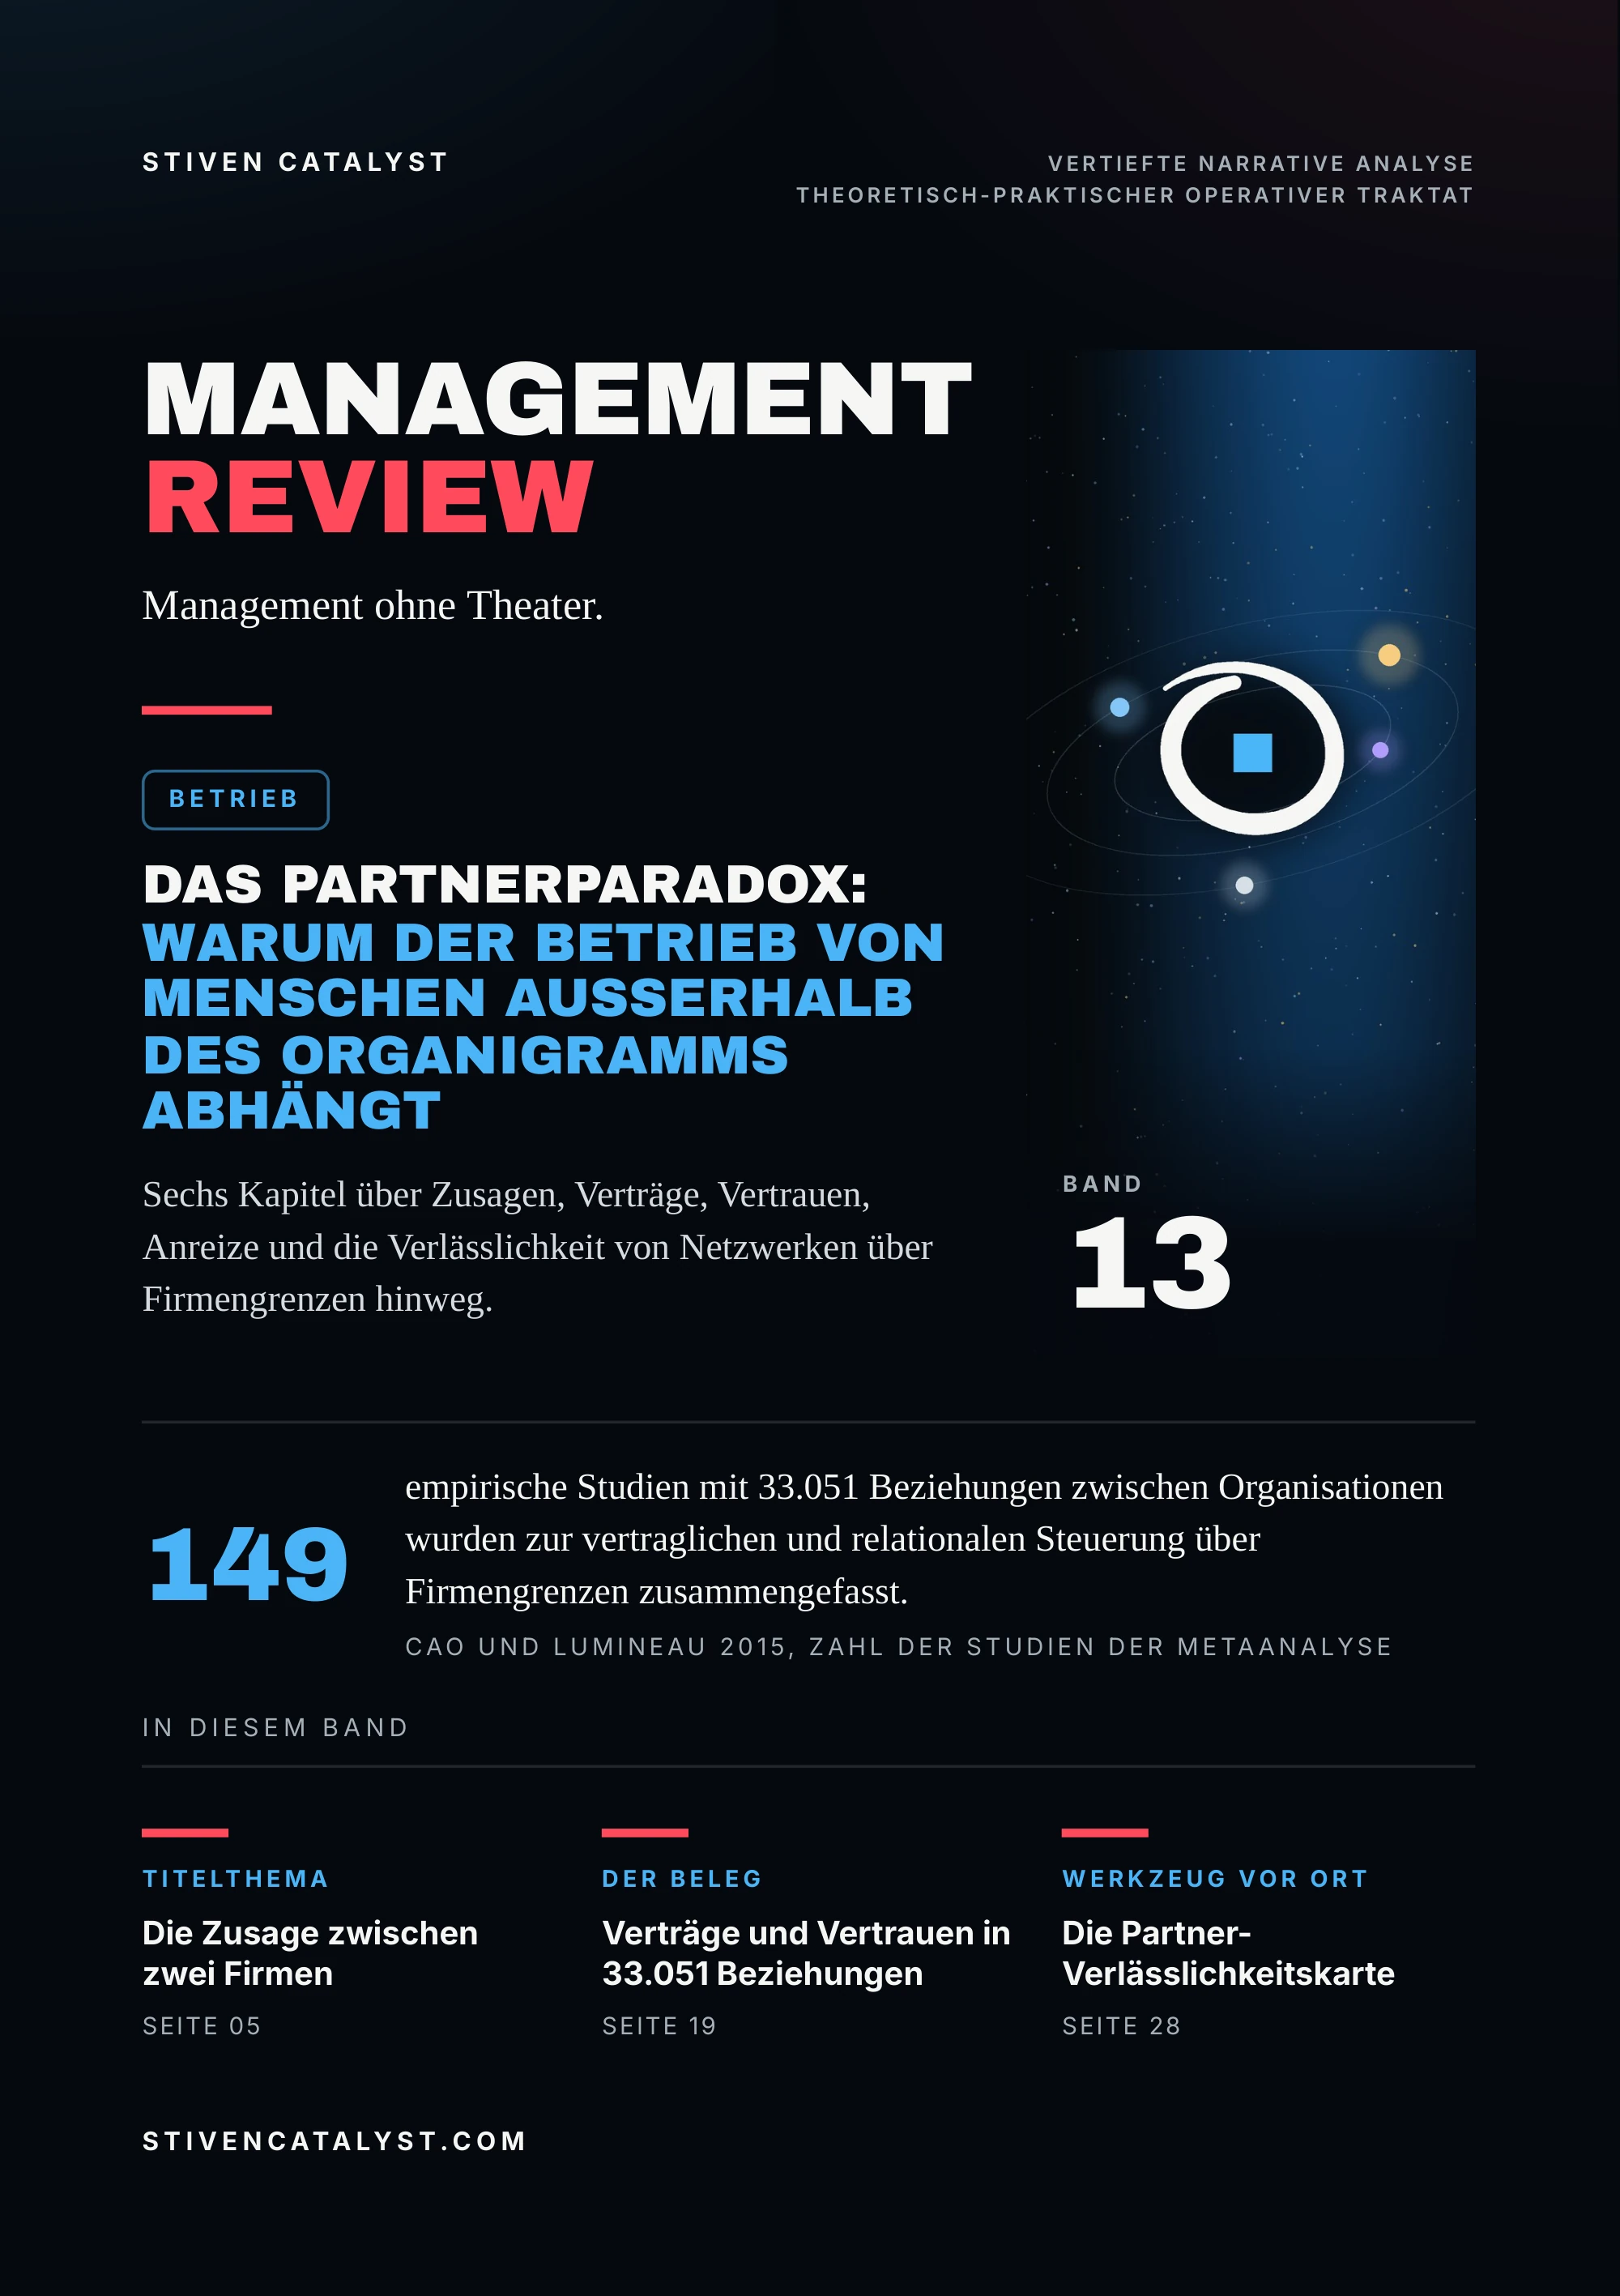 STIVEN CATALYST
VERTIEFTE NARRATIVE ANALYSE
THEORETISCH-PRAKTISCHER OPERATIVER TRAKTAT
MANAGEMENT
REVIEW
Management ohne Theater.
BETRIEB
DAS PARTNERPARADOX:
WARUM DER BETRIEB VON
MENSCHEN AUSSERHALB
DES ORGANIGRAMMS
ABHÄNGT
Sechs Kapitel über Zusagen, Verträge, Vertrauen,
Anreize und die Verlässlichkeit von Netzwerken über
Firmengrenzen hinweg.
BAND
13
149
empirische Studien mit 33.051 Beziehungen zwischen Organisationen
wurden zur vertraglichen und relationalen Steuerung über
Firmengrenzen zusammengefasst.
CAO UND LUMINEAU 2015, ZAHL DER STUDIEN DER METAANALYSE
IN DIESEM BAND
TITELTHEMA
Die Zusage zwischen
zwei Firmen
SEITE 05
DER BELEG
Verträge und Vertrauen in
33.051 Beziehungen
SEITE 19
WERKZEUG VOR ORT
Die Partner-
Verlässlichkeitskarte
SEITE 28
STIVENCATALYST.COM